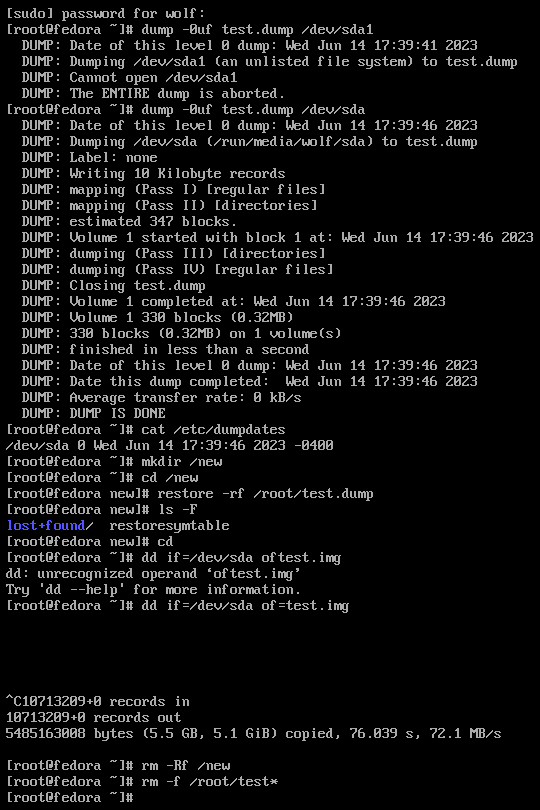 [sudo] password for wolf:
[root@fedora ~]# dump -0uf test.dump /dev/sda1
  DUMP: Date of this level 0 dump: Wed Jun 14 17:39:41 2023
  DUMP: Dumping /dev/sda1 (an unlisted file system) to test.dump
  DUMP: Cannot open /dev/sda1
  DUMP: The ENTIRE dump is aborted.
[root@fedora ~]# dump -0uf test.dump /dev/sda
  DUMP: Date of this level 0 dump: Wed Jun 14 17:39:46 2023
  DUMP: Dumping /dev/sda (/run/media/wolf/sda) to test.dump
  DUMP: Label: none
  DUMP: Writing 10 Kilobyte records
  DUMP: mapping (Pass I) [regular files]
  DUMP: mapping (Pass II) [directories]
  DUMP: estimated 347 blocks.
  DUMP: Volume 1 started with block 1 at: Wed Jun 14 17:39:46 2023
  DUMP: dumping (Pass III) [directories]
  DUMP: dumping (Pass IV) [regular files]
  DUMP: Closing test.dump
  DUMP: Volume 1 completed at: Wed Jun 14 17:39:46 2023
  DUMP: Volume 1 330 blocks (0.32MB)
  DUMP: 330 blocks (0.32MB) on 1 volume(s)
  DUMP: finished in less than a second
  DUMP: Date of this level 0 dump: Wed Jun 14 17:39:46 2023
  DUMP: Date this dump completed:  Wed Jun 14 17:39:46 2023
  DUMP: Average transfer rate: 0 kB/s
  DUMP: DUMP IS DONE
[root@fedora ~]# cat /etc/dumpdates
/dev/sda 0 Wed Jun 14 17:39:46 2023 -0400
[root@fedora ~]# mkdir /new
[root@fedora ~]# cd /new
[root@fedora new]# restore -rf /root/test.dump
[root@fedora new]# ls -F
lost+found/  restoresymtable
[root@fedora new]# cd
[root@fedora ~]# dd if=/dev/sda oftest.img
dd: unrecognized operand ‘oftest.img’
Try 'dd --help' for more information.
[root@fedora ~]# dd if=/dev/sda of=test.img
^C10713209+0 records in
10713209+0 records out
5485163008 bytes (5.5 GB, 5.1 GiB) copied, 76.039 s, 72.1 MB/s
[root@fedora ~]# rm -Rf /new
[root@fedora ~]# rm -f /root/test*
[root@fedora ~]#